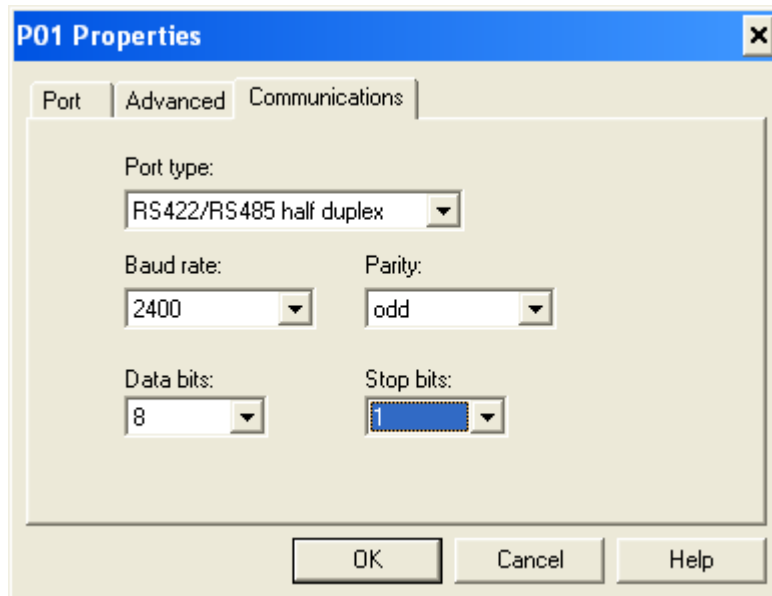 P01 Properties
Port Advanced Communications
Port type:
RS422/RS485 half duplex
Baud rate: Parity:
2400 odd
Data bits: Stop bits:
8 1
OK Cancel Help